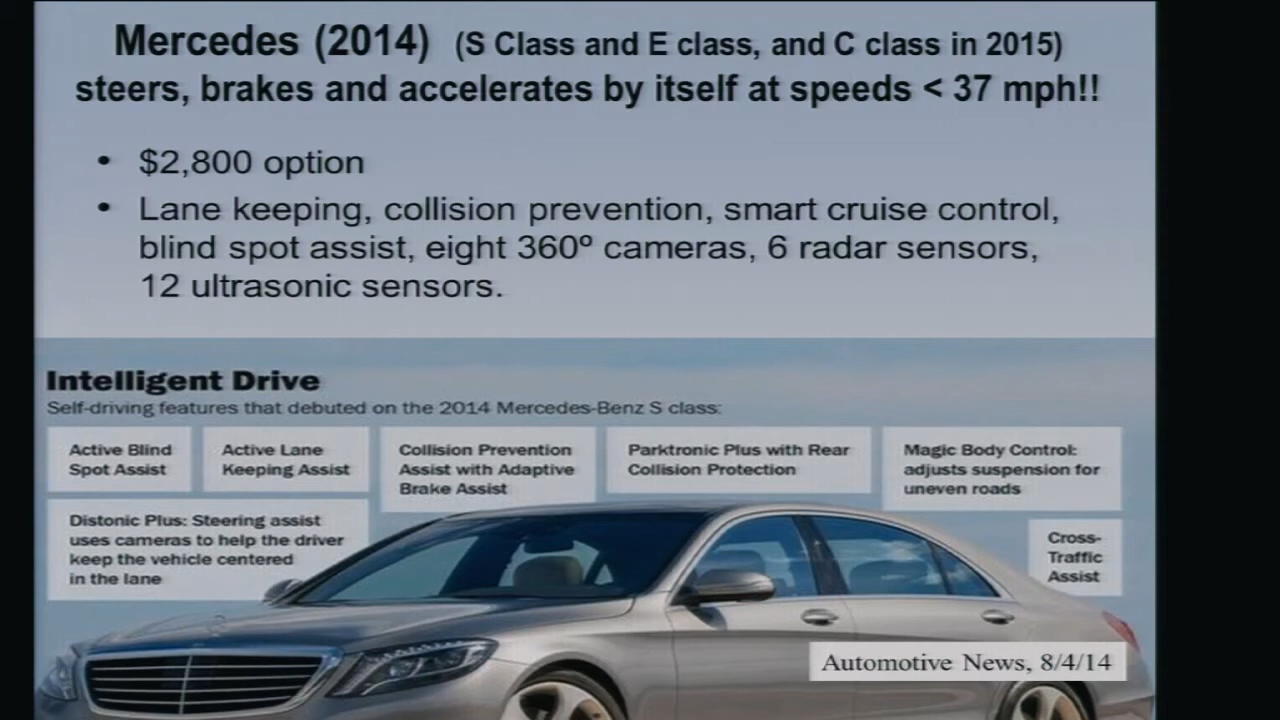 Mercedes (2014) (S Class and E class, and C class in 2015)
steers, brakes and accelerates by itself at speeds < 37 mph!!
• $2,800 option
• Lane keeping, collision prevention, smart cruise control,
blind spot assist, eight 360º cameras, 6 radar sensors,
12 ultrasonic sensors.
Intelligent Drive
Self-driving features that debuted on the 2014 Mercedes-Benz S class:
Active Blind
Spot Assist
Active Lane
Keeping Assist
Collision Prevention
Assist with Adaptive
Brake Assist
Parktronic Plus with Rear
Collision Protection
Magic Body Control:
adjusts suspension for
uneven roads
Distonic Plus: Steering assist
uses cameras to help the driver
keep the vehicle centered
in the lane
Cross-
Traffic
Assist
Automotive News, 8/4/14